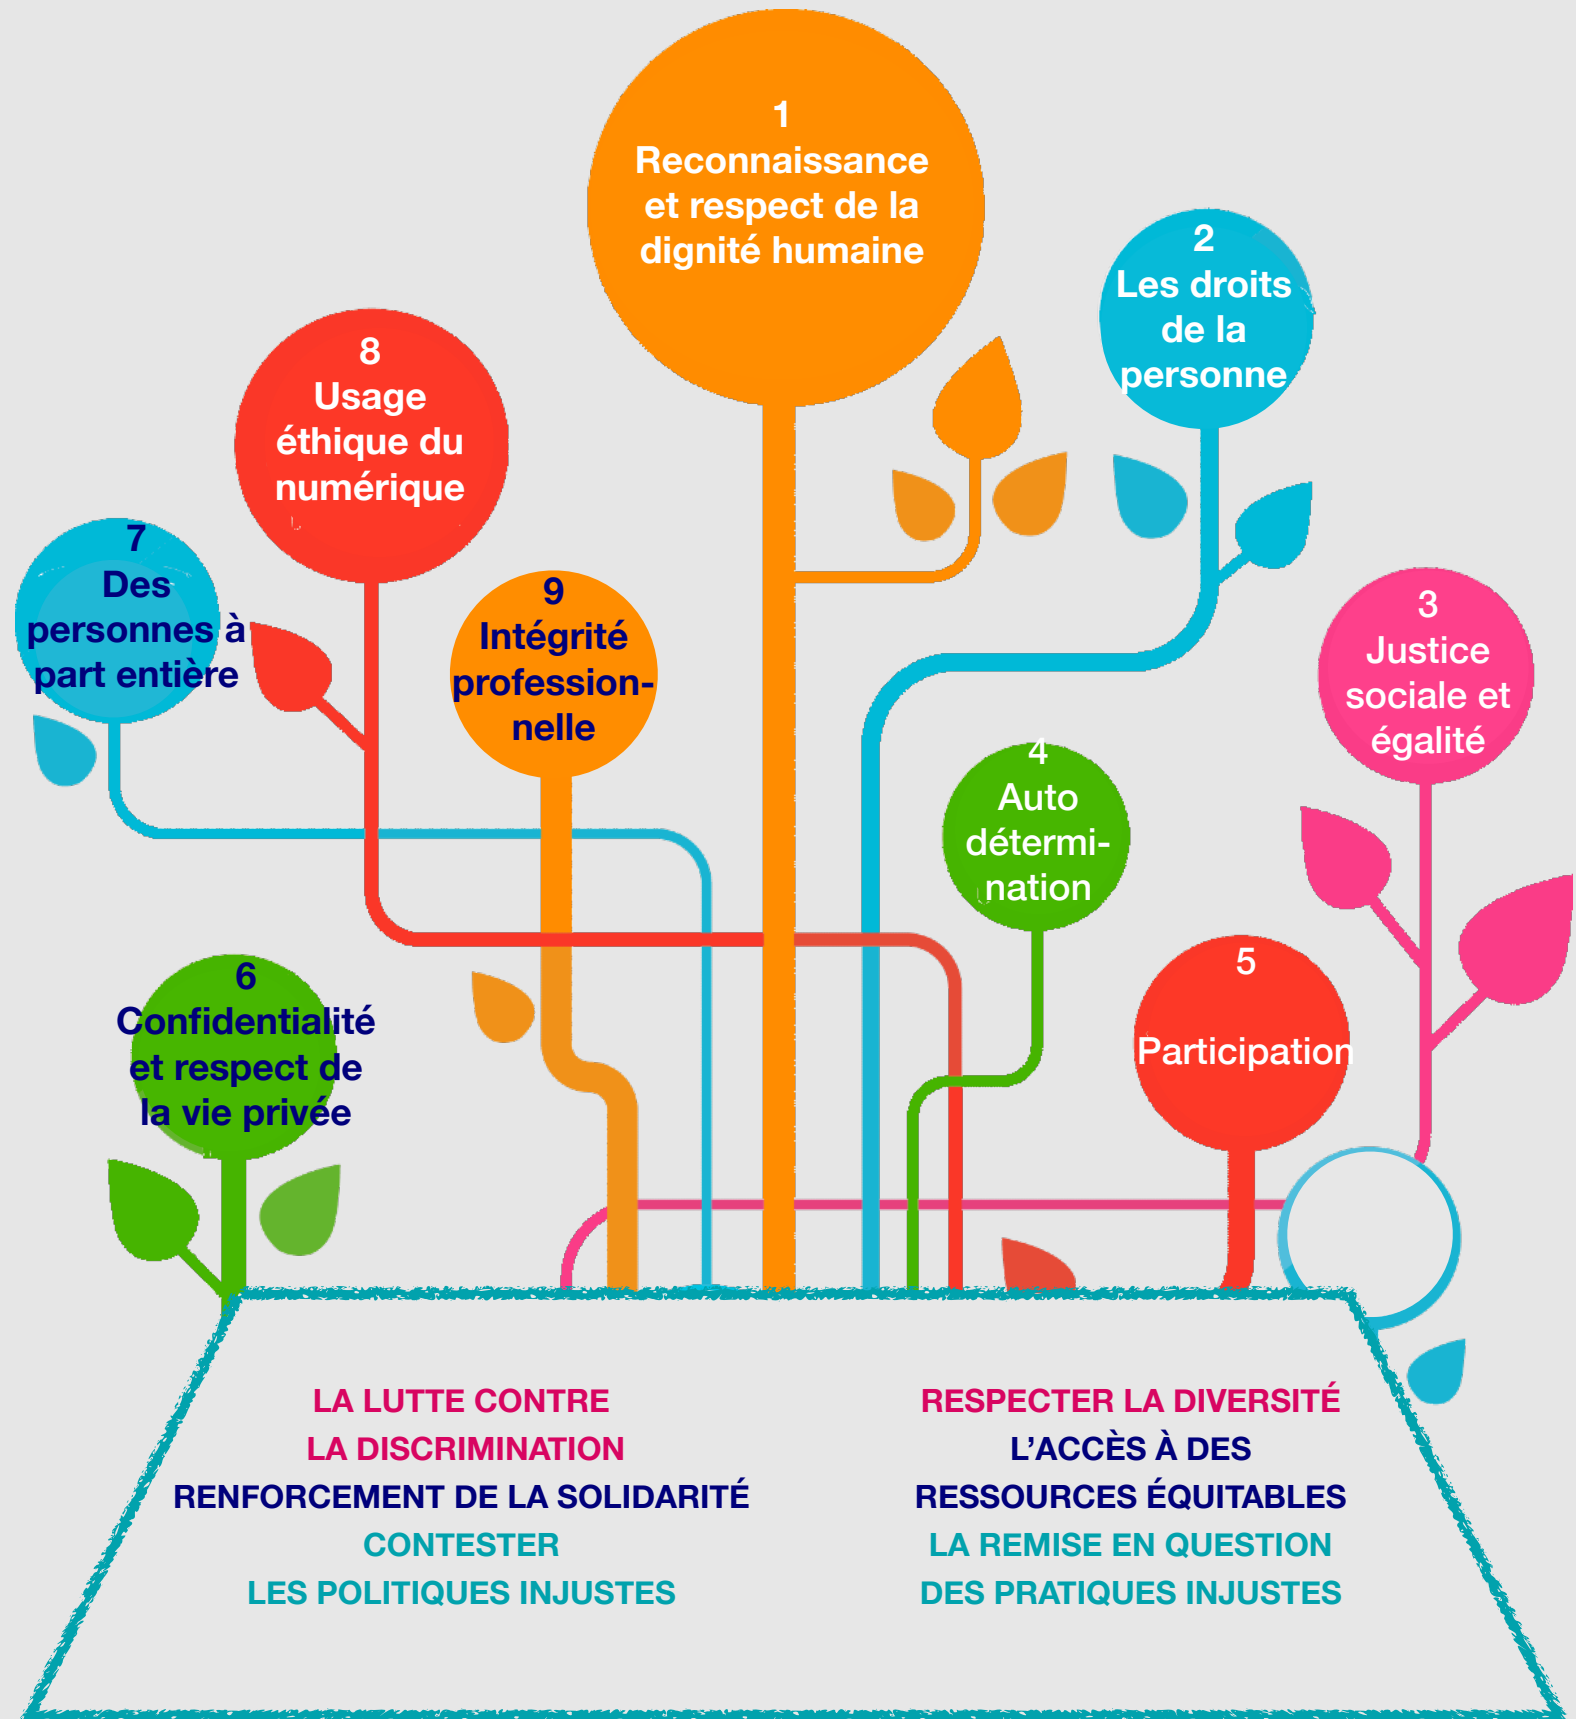 1
Reconnaissance
et respect de la
dignité humaine
2
Les droits
de la
personne
3
Justice
sociale et
égalité
4
Auto
détermi-
nation
5
Participation
6
Confidentialité
et respect de
la vie privée
7
Des
personnes à
part entière
8
Usage
éthique du
numérique
9
Intégrité
profession-
nelle
LA LUTTE CONTRE
LA DISCRIMINATION
RENFORCEMENT DE LA SOLIDARITÉ
CONTESTER
LES POLITIQUES INJUSTES
RESPECTER LA DIVERSITÉ
L’ACCÈS À DES
RESSOURCES ÉQUITABLES
LA REMISE EN QUESTION
DES PRATIQUES INJUSTES